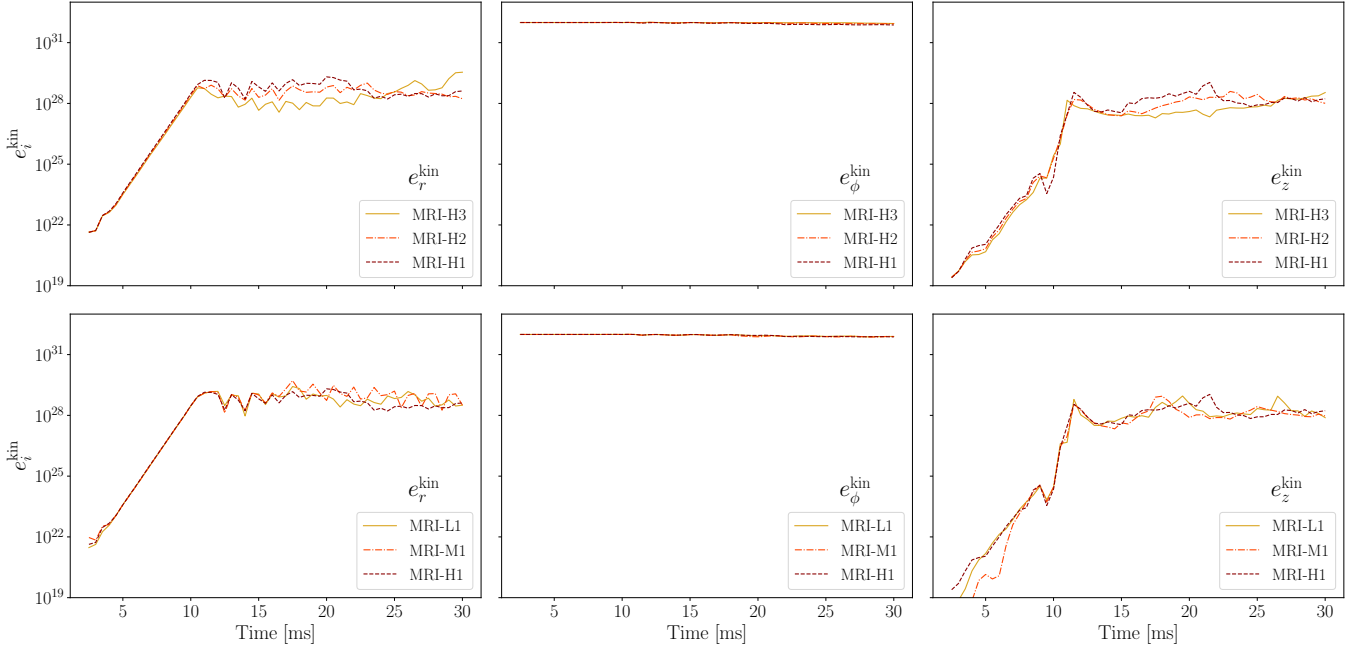 10^31
10^28
10^25
10^22
10^19
e_i^kin
e_r^kin
MRI-H3
MRI-H2
MRI-H1
e_ϕ^kin
MRI-H3
MRI-H2
MRI-H1
e_z^kin
MRI-H3
MRI-H2
MRI-H1
10^31
10^28
10^25
10^22
10^19
e_i^kin
e_r^kin
MRI-L1
MRI-M1
MRI-H1
e_ϕ^kin
MRI-L1
MRI-M1
MRI-H1
e_z^kin
MRI-L1
MRI-M1
MRI-H1
5 10 15 20 25 30
5 10 15 20 25 30
5 10 15 20 25 30
Time [ms]
Time [ms]
Time [ms]